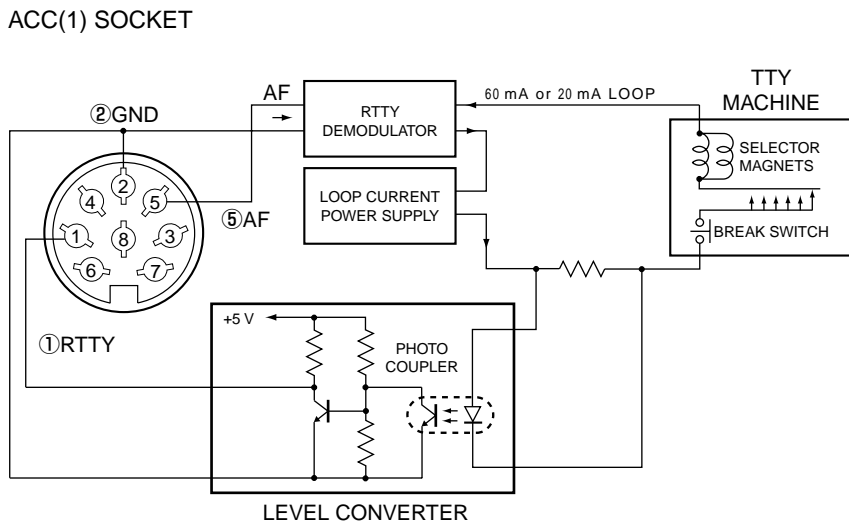 ACC(1) SOCKET
②GND
AF
RTTY
DEMODULATOR
60 mA or 20 mA LOOP
TTY
MACHINE
SELECTOR
MAGNETS
BREAK SWITCH
LOOP CURRENT
POWER SUPPLY
2
4
5
1
8
3
6
7
⑤AF
①RTTY
+5 V
PHOTO
COUPLER
LEVEL CONVERTER